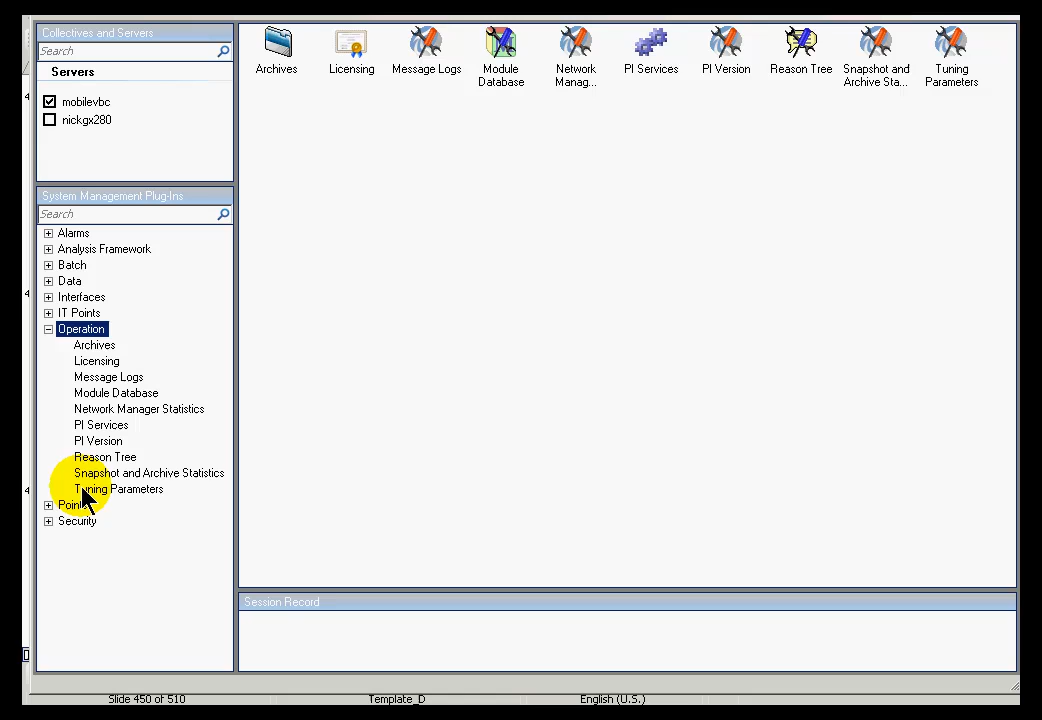 Collectives and Servers
Search
Servers
mobilevbc
nickgx280
System Management Plug-Ins
Search
Alarms
Analysis Framework
Batch
Data
Interfaces
IT Points
Operation
Archives
Licensing
Message Logs
Module Database
Network Manager Statistics
PI Services
PI Version
Reason Tree
Snapshot and Archive Statistics
Tuning Parameters
Points
Security
Archives
Licensing
Message Logs
Module
Database
Network
Manag...
PI Services
PI Version
Reason Tree
Snapshot and
Archive Sta...
Tuning
Parameters
Session Record
4
4
4
Slide 450 of 510
Template_D
English (U.S.)